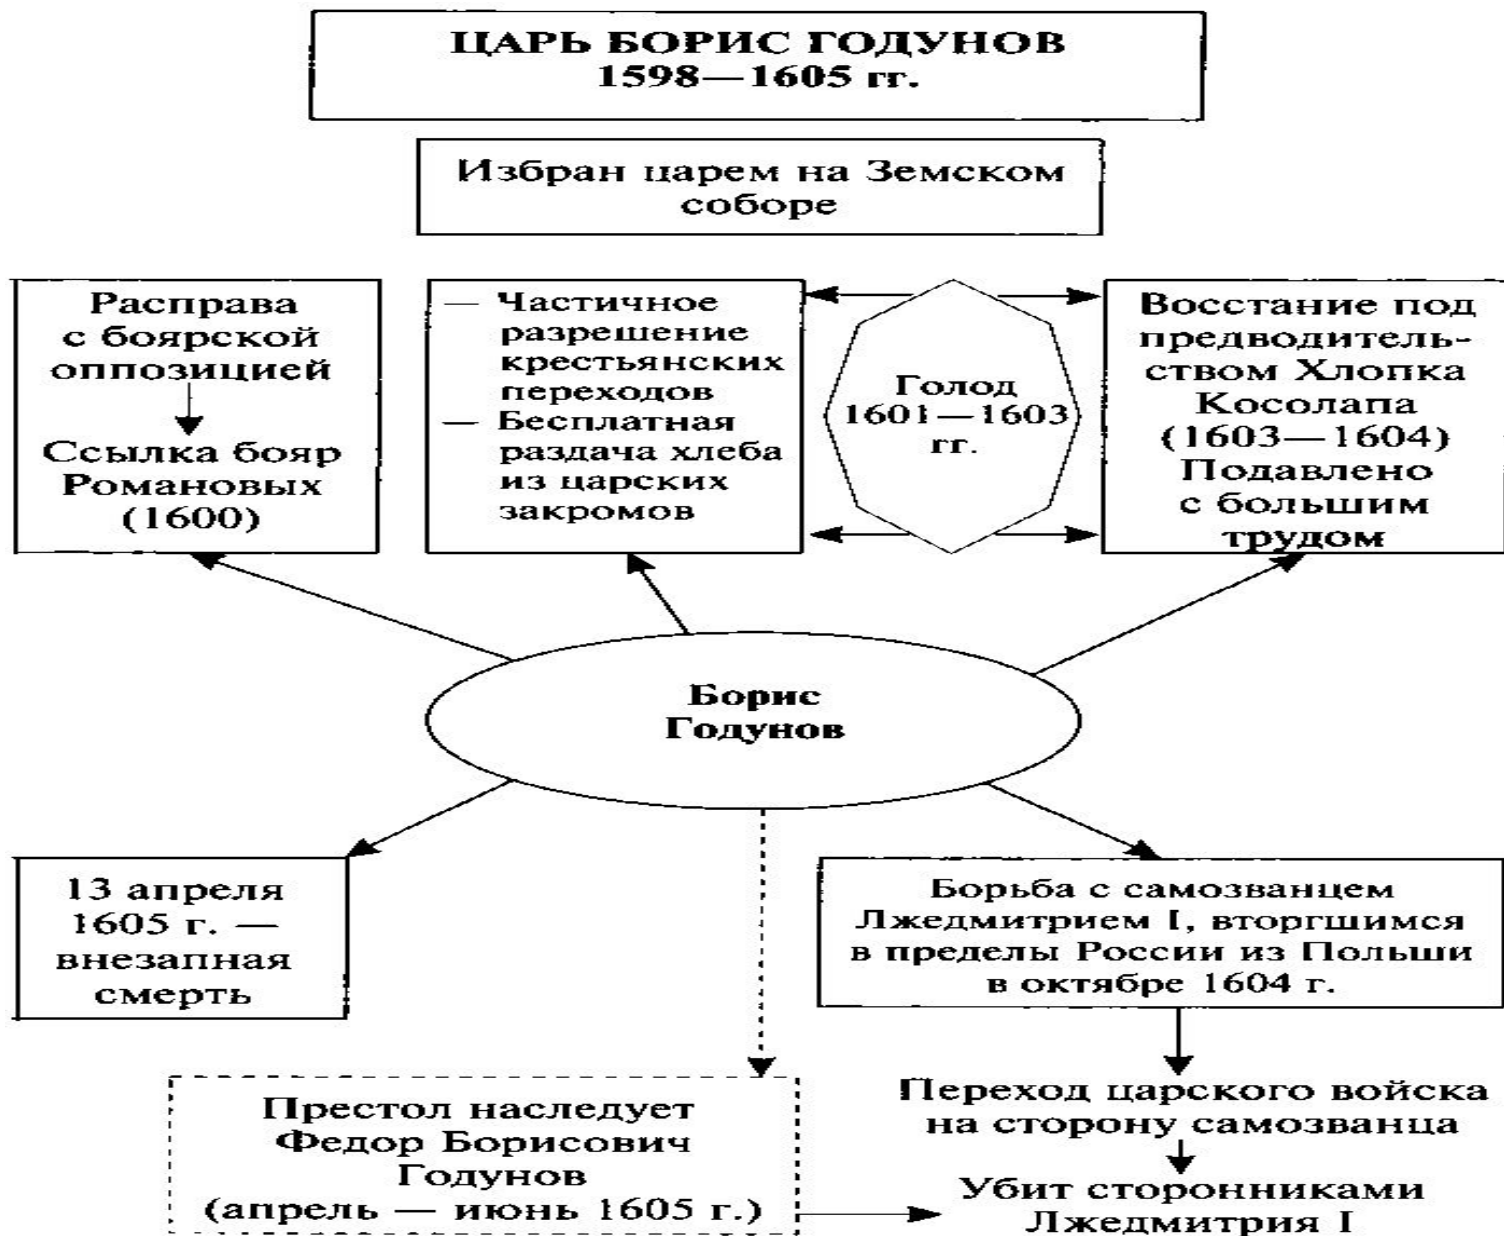 ЦАРЬ БОРИС ГОДУНОВ
1598—1605 гг.
Избран царем на Земском
соборе
Расправа
с боярской
оппозицией
Ссылка бояр
Романовых
(1600)
— Частичное
разрешение
крестьянских
переходов
— Бесплатная
раздача хлеба
из царских
закромов
Голод
1601—1603
гг.
Восстание под
предводитель-
ством Хлопка
Косолапа
(1603—1604)
Подавлено
с большим
трудом
Борис
Годунов
13 апреля
1605 г. —
внезапная
смерть
Борьба с самозванцем
Лжедмитрием I, вторгшимся
в пределы России из Польши
в октябре 1604 г.
Престол наследует
Федор Борисович
Годунов
(апрель — июнь 1605 г.)
Переход царского войска
на сторону самозванца
Убит сторонниками
Лжедмитрия I